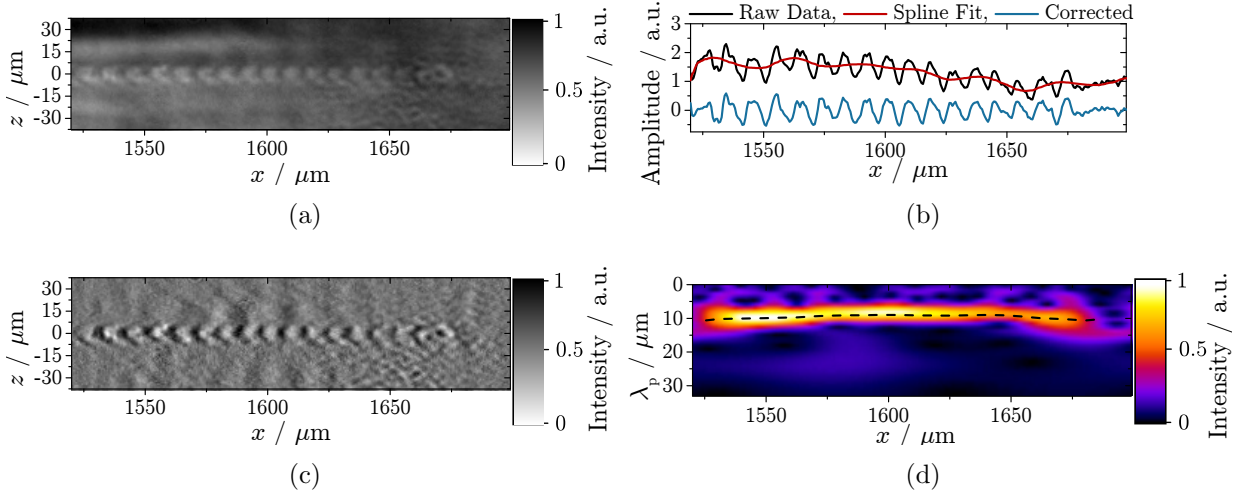 30
15
0
-15
-30
z / μm
1550
1600
1650
x / μm
1
0.5
0
Intensity / a.u.
(a)
Raw Data, Spline Fit, Corrected
3
2
1
0
Amplitude / a.u.
1550
1600
1650
x / μm
(b)
30
15
0
-15
-30
z / μm
1550
1600
1650
x / μm
1
0.5
0
Intensity / a.u.
(c)
0
10
20
30
λp / μm
1550
1600
1650
x / μm
1
0.5
0
Intensity / a.u.
(d)